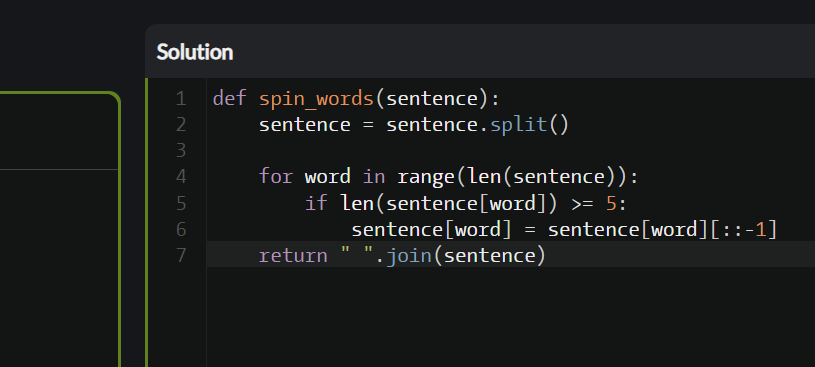 Solution
1 def spin_words(sentence):
2     sentence = sentence.split()
3
4     for word in range(len(sentence)):
5         if len(sentence[word]) >= 5:
6             sentence[word] = sentence[word][::-1]
7     return " ".join(sentence)